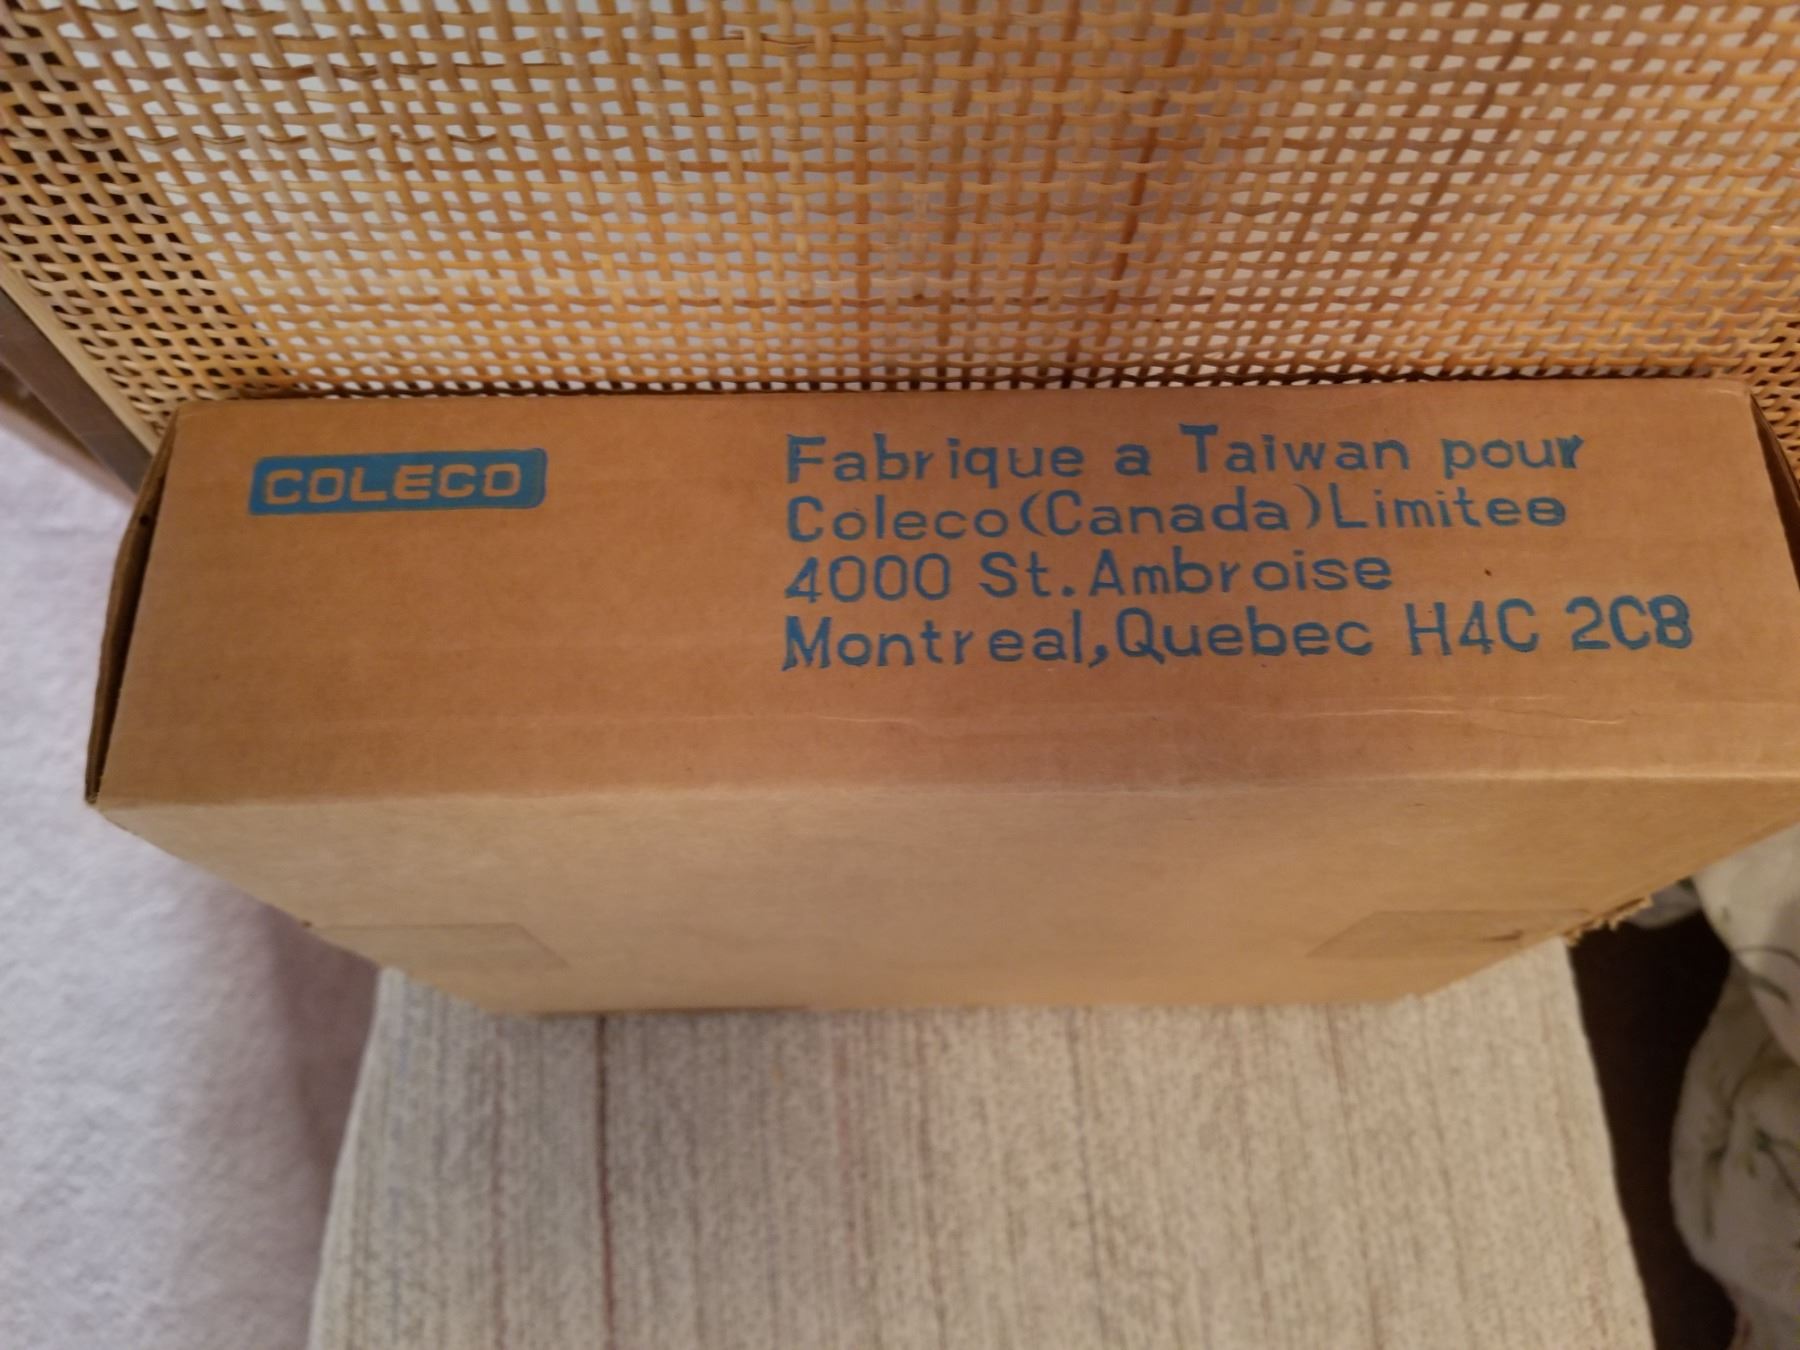 COLECO
Fabrique a Taiwan pour
Coleco(Canada)Limitee
4000 St. Ambroise
Montreal,Quebec H4C 2C8